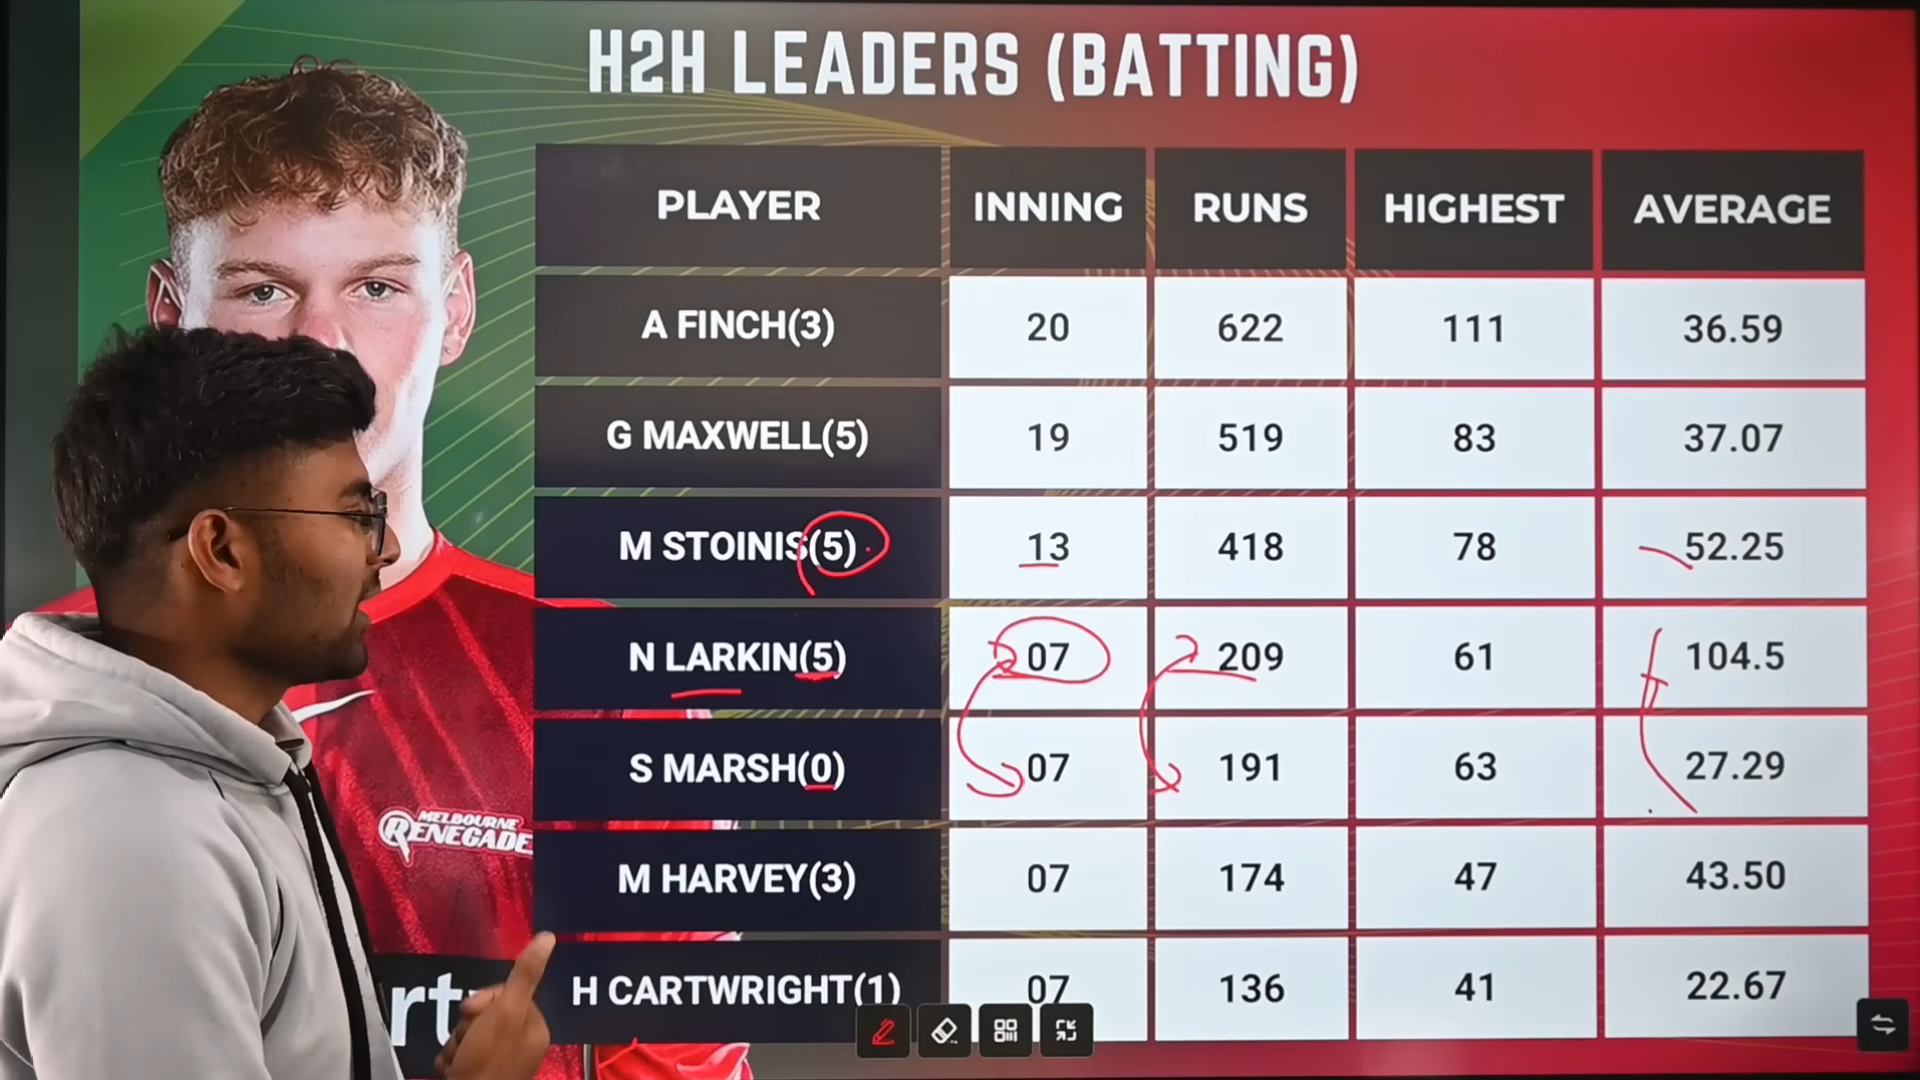 H2H LEADERS (BATTING)
PLAYER INNING RUNS HIGHEST AVERAGE
A FINCH(3) 20 622 111 36.59
G MAXWELL(5) 19 519 83 37.07
M STOINIS(5) 13 418 78 52.25
N LARKIN(5) 07 209 61 104.5
S MARSH(0) 07 191 63 27.29
MELBOURNE
RENEGADE
M HARVEY(3) 07 174 47 43.50
H CARTWRIGHT(1) 07 136 41 22.67